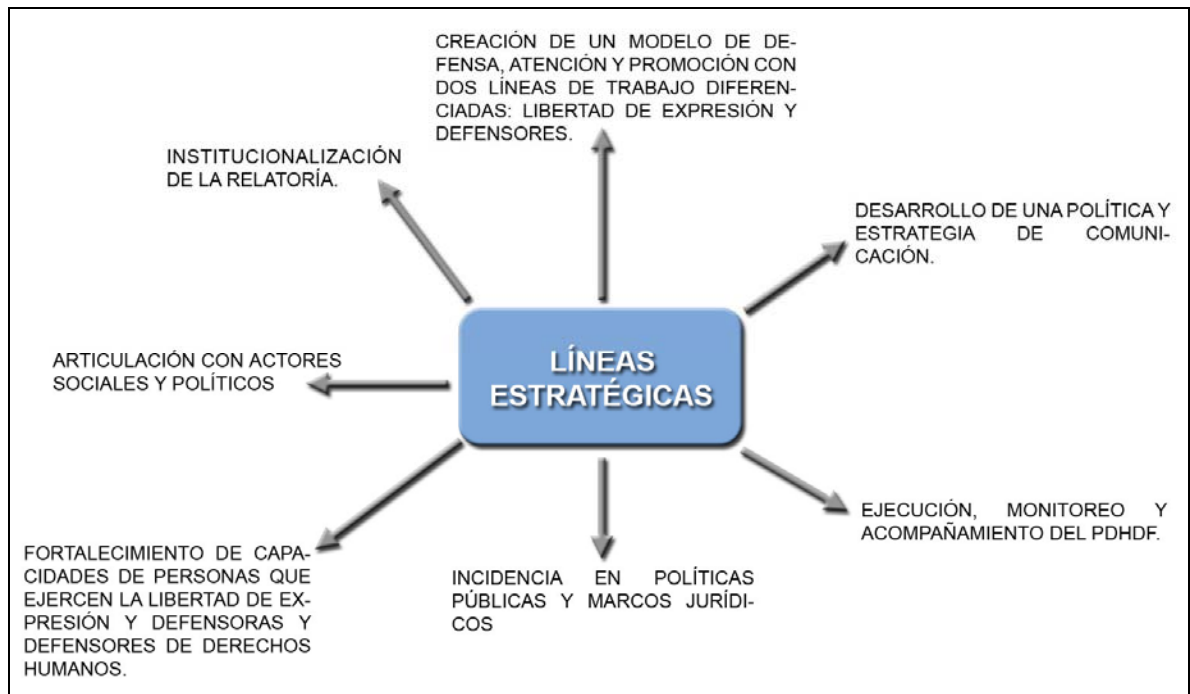 CREACIÓN DE UN MODELO DE DE-
FENSA, ATENCIÓN Y PROMOCIÓN CON
DOS LÍNEAS DE TRABAJO DIFEREN-
CIADAS: LIBERTAD DE EXPRESIÓN Y
DEFENSORES.
INSTITUCIONALIZACIÓN
DE LA RELATORÍA.
DESARROLLO DE UNA POLÍTICA Y
ESTRATEGIA DE COMUNI-
CACIÓN.
LÍNEAS
ESTRATÉGICAS
ARTICULACIÓN CON ACTORES
SOCIALES Y POLÍTICOS
EJECUCIÓN, MONITOREO Y
ACOMPAÑAMIENTO DEL PDHDF.
FORTALECIMIENTO DE CAPA-
CIDADES DE PERSONAS QUE
EJERCEN LA LIBERTAD DE EX-
PRESIÓN Y DEFENSORAS Y
DEFENSORES DE DERECHOS
HUMANOS.
INCIDENCIA EN POLÍTICAS
PÚBLICAS Y MARCOS JURÍDI-
COS